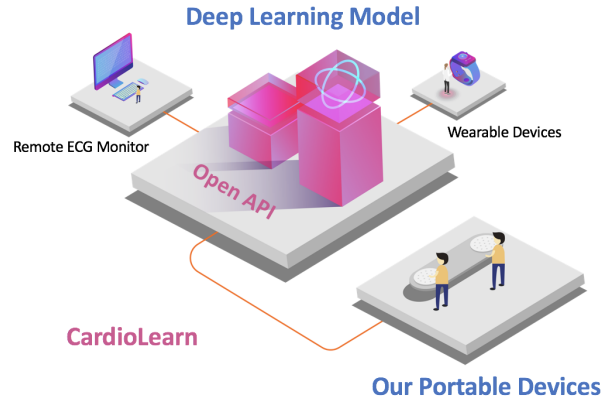 Deep Learning Model
Remote ECG Monitor
Wearable Devices
Open API
CardioLearn
Our Portable Devices